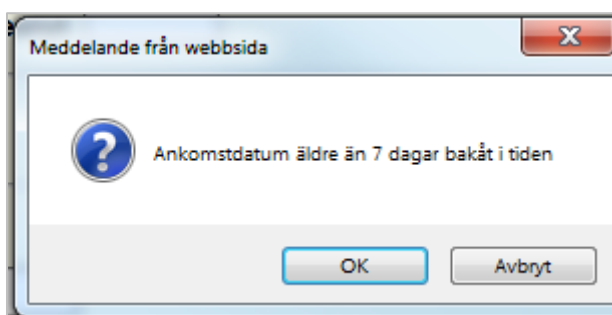 Meddelande från webbsida
Ankomstdatum äldre än 7 dagar bakåt i tiden
OK
Avbryt